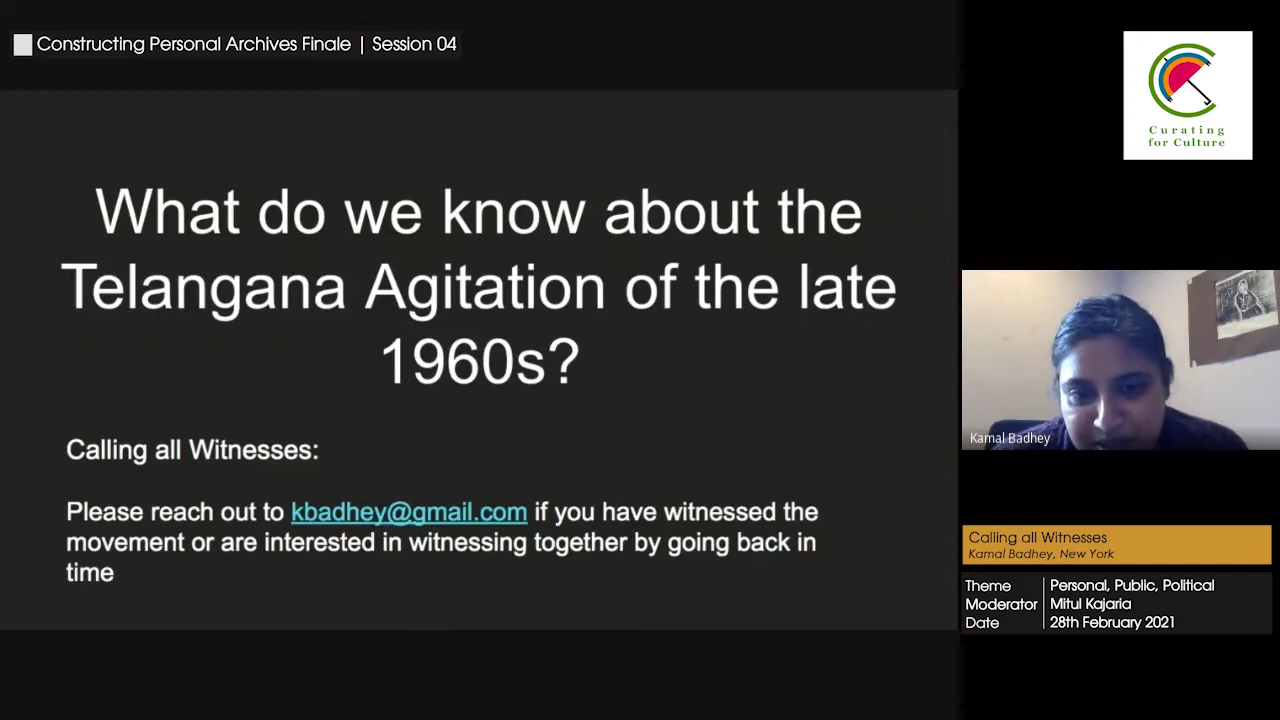 Constructing Personal Archives Finale | Session 04
Curating
for Culture
What do we know about the
Telangana Agitation of the late
1960s?
Calling all Witnesses:
Please reach out to kbadhey@gmail.com if you have witnessed the
movement or are interested in witnessing together by going back in
time
Kamal Badhey
Calling all Witnesses
Kamal Badhey, New York
Theme Personal, Public, Political
Moderator Mitul Kajaria
Date 28th February 2021